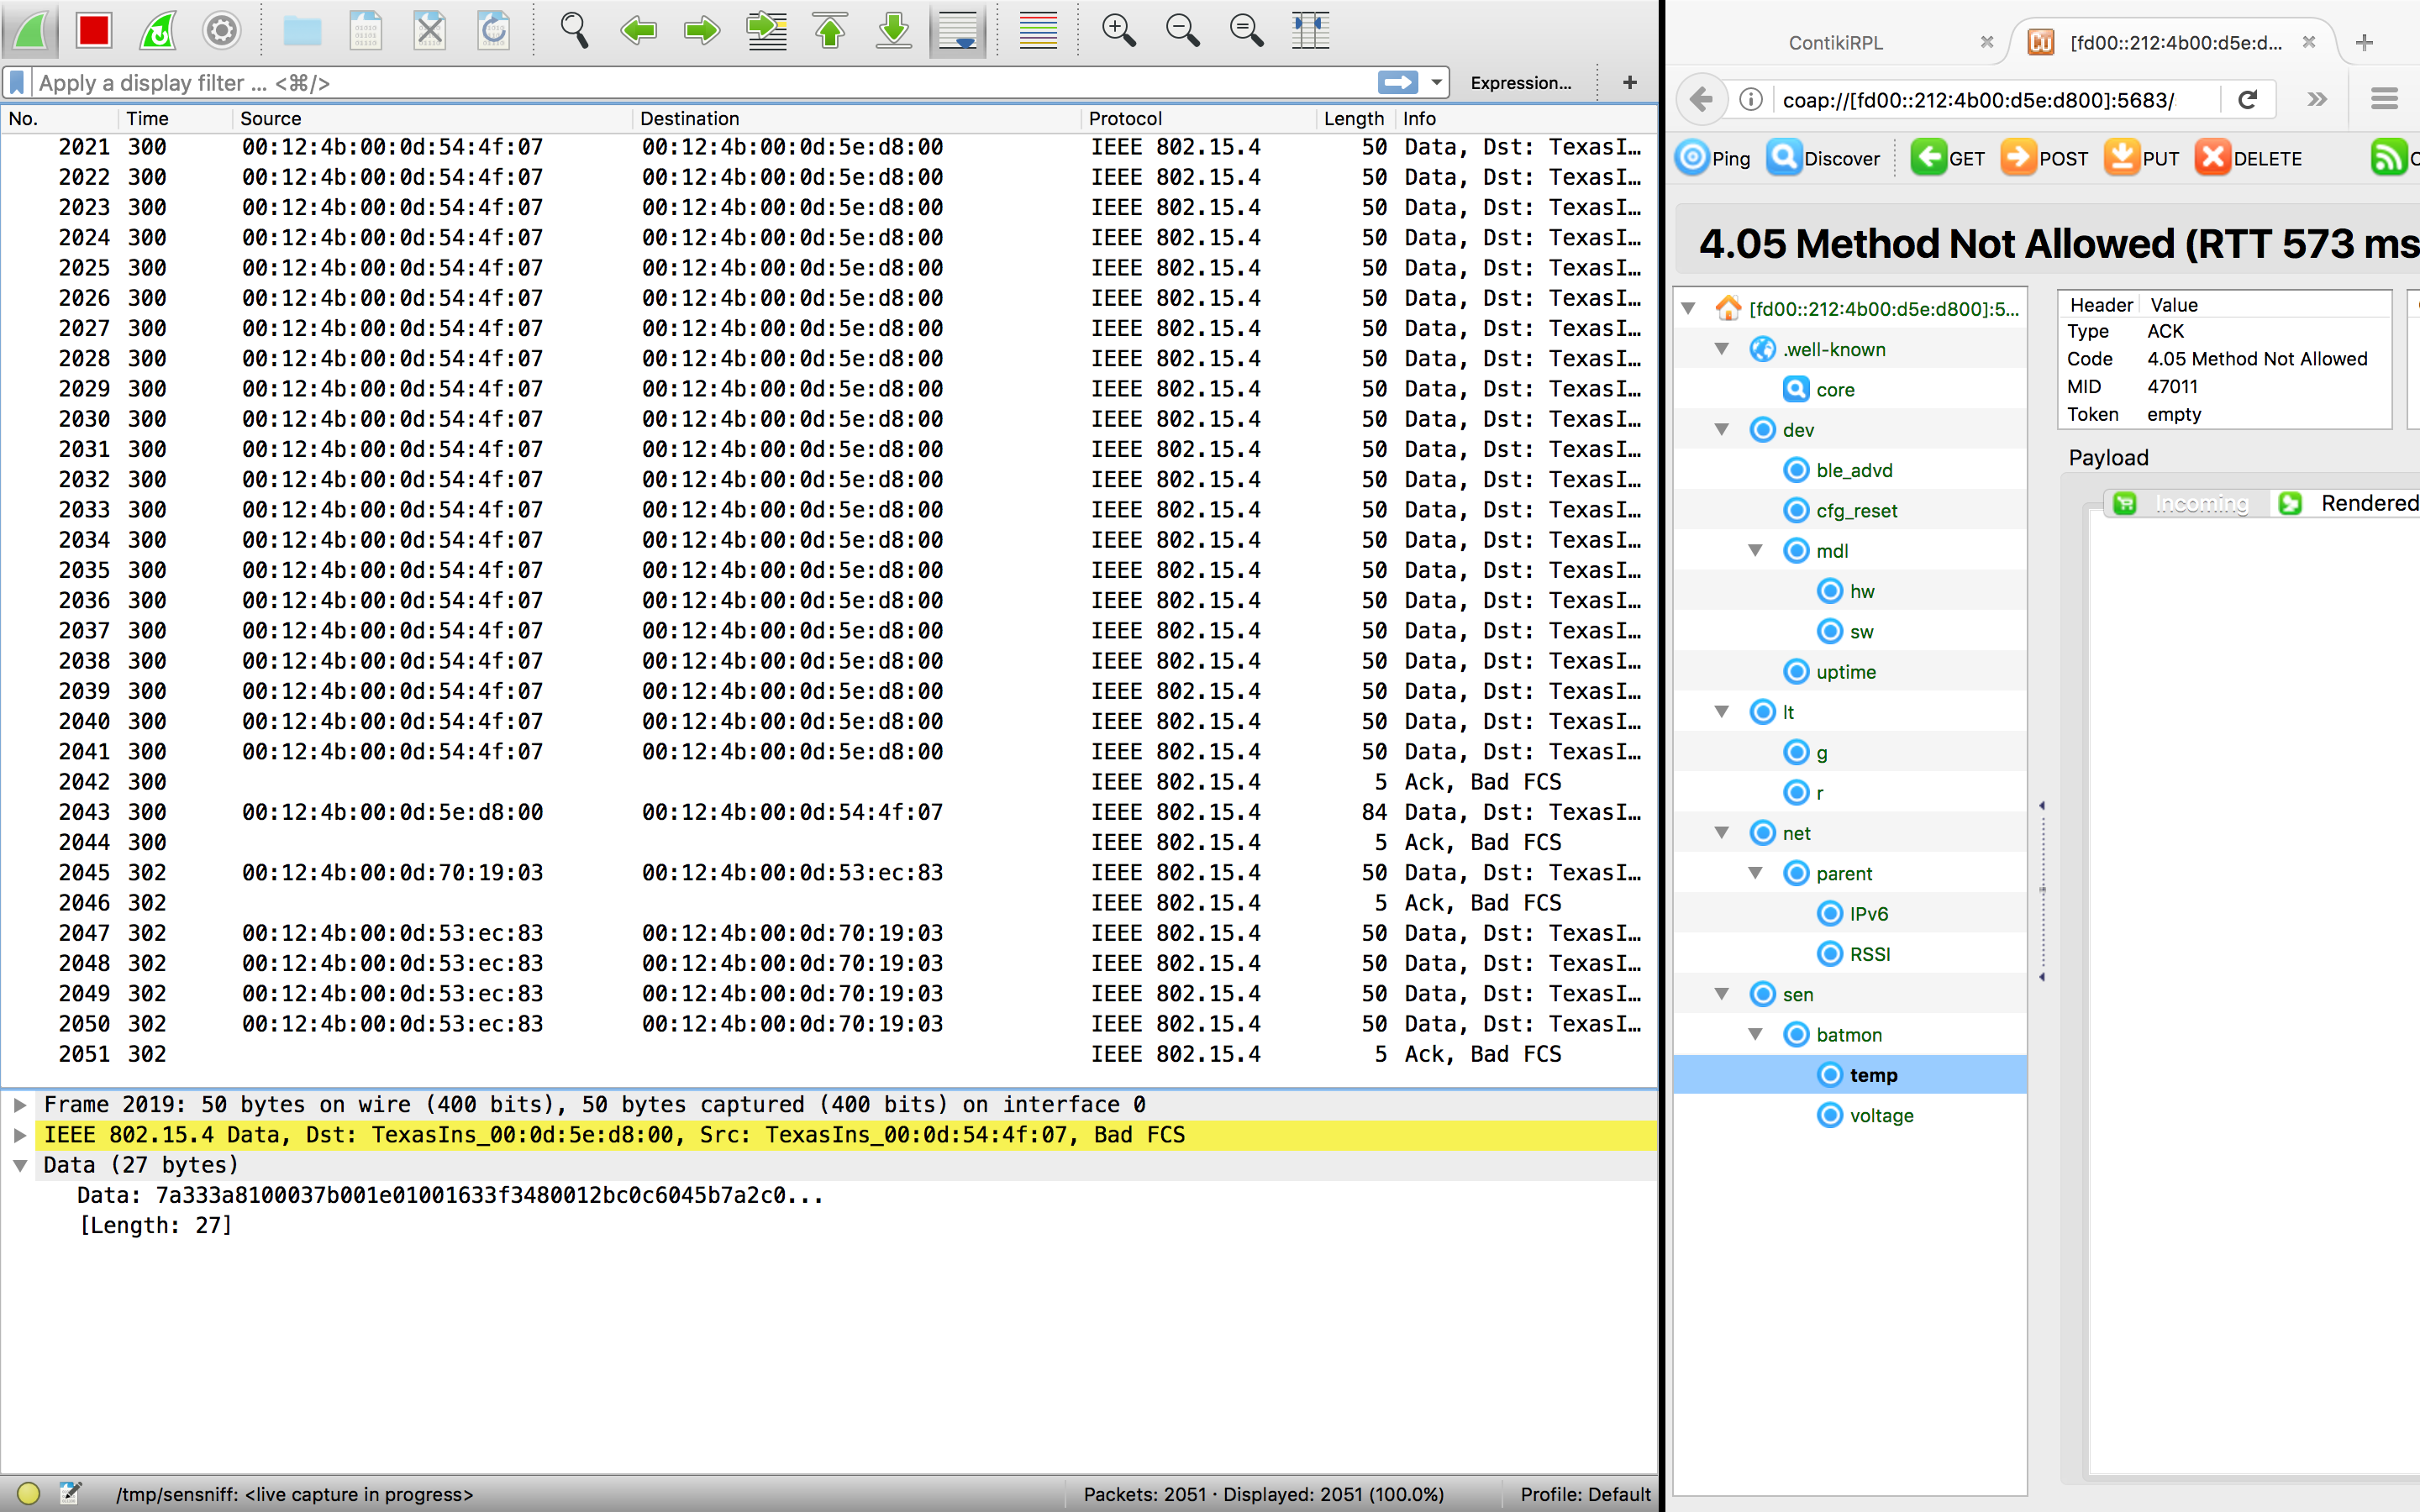 Apply a display filter ... <⌘/>
Expression...
+
No. Time Source Destination Protocol Length Info
2021 300 00:12:4b:00:0d:54:4f:07 00:12:4b:00:0d:5e:d8:00 IEEE 802.15.4 50 Data, Dst: TexasI…
2022 300 00:12:4b:00:0d:54:4f:07 00:12:4b:00:0d:5e:d8:00 IEEE 802.15.4 50 Data, Dst: TexasI…
2023 300 00:12:4b:00:0d:54:4f:07 00:12:4b:00:0d:5e:d8:00 IEEE 802.15.4 50 Data, Dst: TexasI…
2024 300 00:12:4b:00:0d:54:4f:07 00:12:4b:00:0d:5e:d8:00 IEEE 802.15.4 50 Data, Dst: TexasI…
2025 300 00:12:4b:00:0d:54:4f:07 00:12:4b:00:0d:5e:d8:00 IEEE 802.15.4 50 Data, Dst: TexasI…
2026 300 00:12:4b:00:0d:54:4f:07 00:12:4b:00:0d:5e:d8:00 IEEE 802.15.4 50 Data, Dst: TexasI…
2027 300 00:12:4b:00:0d:54:4f:07 00:12:4b:00:0d:5e:d8:00 IEEE 802.15.4 50 Data, Dst: TexasI…
2028 300 00:12:4b:00:0d:54:4f:07 00:12:4b:00:0d:5e:d8:00 IEEE 802.15.4 50 Data, Dst: TexasI…
2029 300 00:12:4b:00:0d:54:4f:07 00:12:4b:00:0d:5e:d8:00 IEEE 802.15.4 50 Data, Dst: TexasI…
2030 300 00:12:4b:00:0d:54:4f:07 00:12:4b:00:0d:5e:d8:00 IEEE 802.15.4 50 Data, Dst: TexasI…
2031 300 00:12:4b:00:0d:54:4f:07 00:12:4b:00:0d:5e:d8:00 IEEE 802.15.4 50 Data, Dst: TexasI…
2032 300 00:12:4b:00:0d:54:4f:07 00:12:4b:00:0d:5e:d8:00 IEEE 802.15.4 50 Data, Dst: TexasI…
2033 300 00:12:4b:00:0d:54:4f:07 00:12:4b:00:0d:5e:d8:00 IEEE 802.15.4 50 Data, Dst: TexasI…
2034 300 00:12:4b:00:0d:54:4f:07 00:12:4b:00:0d:5e:d8:00 IEEE 802.15.4 50 Data, Dst: TexasI…
2035 300 00:12:4b:00:0d:54:4f:07 00:12:4b:00:0d:5e:d8:00 IEEE 802.15.4 50 Data, Dst: TexasI…
2036 300 00:12:4b:00:0d:54:4f:07 00:12:4b:00:0d:5e:d8:00 IEEE 802.15.4 50 Data, Dst: TexasI…
2037 300 00:12:4b:00:0d:54:4f:07 00:12:4b:00:0d:5e:d8:00 IEEE 802.15.4 50 Data, Dst: TexasI…
2038 300 00:12:4b:00:0d:54:4f:07 00:12:4b:00:0d:5e:d8:00 IEEE 802.15.4 50 Data, Dst: TexasI…
2039 300 00:12:4b:00:0d:54:4f:07 00:12:4b:00:0d:5e:d8:00 IEEE 802.15.4 50 Data, Dst: TexasI…
2040 300 00:12:4b:00:0d:54:4f:07 00:12:4b:00:0d:5e:d8:00 IEEE 802.15.4 50 Data, Dst: TexasI…
2041 300 00:12:4b:00:0d:54:4f:07 00:12:4b:00:0d:5e:d8:00 IEEE 802.15.4 50 Data, Dst: TexasI…
2042 300 IEEE 802.15.4 5 Ack, Bad FCS
2043 300 00:12:4b:00:0d:5e:d8:00 00:12:4b:00:0d:54:4f:07 IEEE 802.15.4 84 Data, Dst: TexasI…
2044 300 IEEE 802.15.4 5 Ack, Bad FCS
2045 302 00:12:4b:00:0d:70:19:03 00:12:4b:00:0d:53:ec:83 IEEE 802.15.4 50 Data, Dst: TexasI…
2046 302 IEEE 802.15.4 5 Ack, Bad FCS
2047 302 00:12:4b:00:0d:53:ec:83 00:12:4b:00:0d:70:19:03 IEEE 802.15.4 50 Data, Dst: TexasI…
2048 302 00:12:4b:00:0d:53:ec:83 00:12:4b:00:0d:70:19:03 IEEE 802.15.4 50 Data, Dst: TexasI…
2049 302 00:12:4b:00:0d:53:ec:83 00:12:4b:00:0d:70:19:03 IEEE 802.15.4 50 Data, Dst: TexasI…
2050 302 00:12:4b:00:0d:53:ec:83 00:12:4b:00:0d:70:19:03 IEEE 802.15.4 50 Data, Dst: TexasI…
2051 302 IEEE 802.15.4 5 Ack, Bad FCS
Frame 2019: 50 bytes on wire (400 bits), 50 bytes captured (400 bits) on interface 0
IEEE 802.15.4 Data, Dst: TexasIns_00:0d:5e:d8:00, Src: TexasIns_00:0d:54:4f:07, Bad FCS
Data (27 bytes)
Data: 7a333a8100037b001e01001633f3480012bc0c6045b7a2c0...
[Length: 27]
/tmp/sensniff: <live capture in progress>
Packets: 2051 · Displayed: 2051 (100.0%)
Profile: Default
ContikiRPL
[fd00::212:4b00:d5e:d...
coap://[fd00::212:4b00:d5e:d800]:5683/
Ping Discover GET POST PUT DELETE
4.05 Method Not Allowed (RTT 573 ms
[fd00::212:4b00:d5e:d800]:5...
.well-known
core
dev
ble_advd
cfg_reset
mdl
hw
sw
uptime
lt
g
r
net
parent
IPv6
RSSI
sen
batmon
temp
voltage
Header Value
Type ACK
Code 4.05 Method Not Allowed
MID 47011
Token empty
Payload
Incoming Rendered